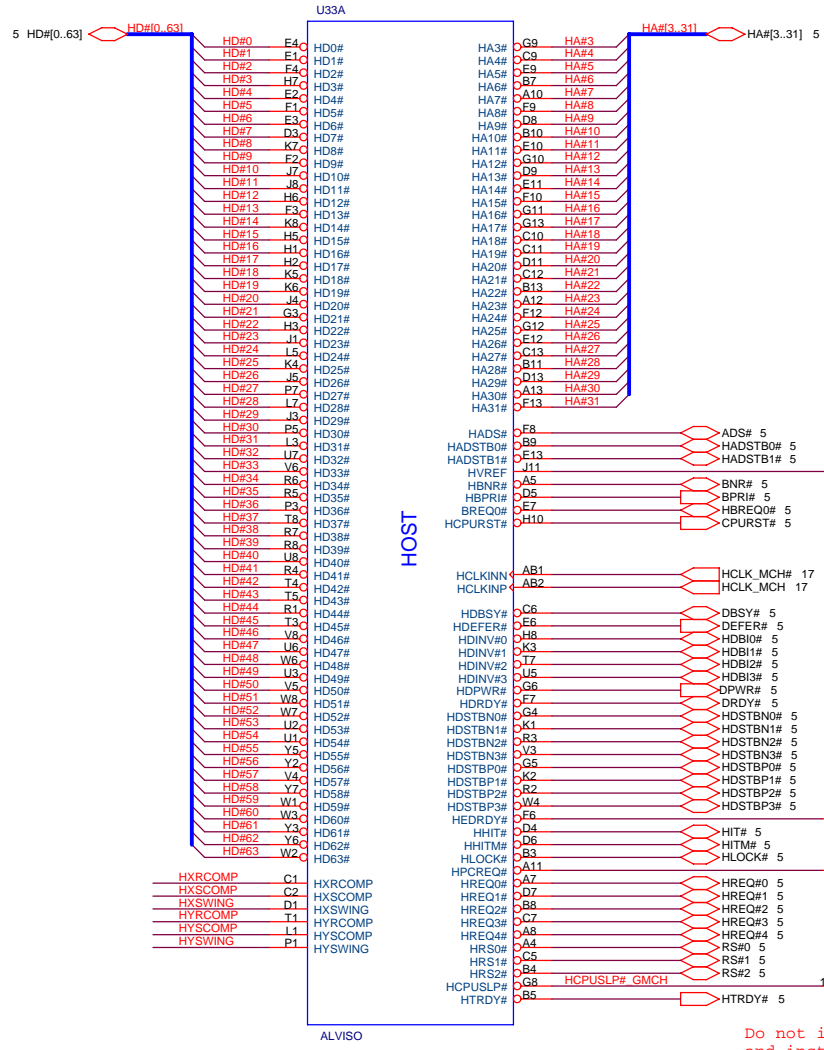 U33A
5 HD#[0..63] HD#[0..63]
HA#[3..31] HA#[3..31] 5
HD#0 E4 HD0#
HD#1 E1 HD1#
HD#2 F4 HD2#
HD#3 H7 HD3#
HD#4 E2 HD4#
HD#5 F1 HD5#
HD#6 E3 HD6#
HD#7 D3 HD7#
HD#8 K7 HD8#
HD#9 F2 HD9#
HD#10 J7 HD10#
HD#11 J8 HD11#
HD#12 H6 HD12#
HD#13 F3 HD13#
HD#14 K8 HD14#
HD#15 H5 HD15#
HD#16 H1 HD16#
HD#17 H2 HD17#
HD#18 K5 HD18#
HD#19 K6 HD19#
HD#20 J4 HD20#
HD#21 G3 HD21#
HD#22 H3 HD22#
HD#23 J1 HD23#
HD#24 L5 HD24#
HD#25 K4 HD25#
HD#26 J5 HD26#
HD#27 P7 HD27#
HD#28 L7 HD28#
HD#29 J3 HD29#
HD#30 P5 HD30#
HD#31 L3 HD31#
HD#32 U7 HD32#
HD#33 V6 HD33#
HD#34 R6 HD34#
HD#35 R5 HD35#
HD#36 P3 HD36#
HD#37 T8 HD37#
HD#38 R7 HD38#
HD#39 R8 HD39#
HD#40 U8 HD40#
HD#41 R4 HD41#
HD#42 T4 HD42#
HD#43 T5 HD43#
HD#44 R1 HD44#
HD#45 T3 HD45#
HD#46 V8 HD46#
HD#47 U6 HD47#
HD#48 W6 HD48#
HD#49 U3 HD49#
HD#50 V5 HD50#
HD#51 W8 HD51#
HD#52 W7 HD52#
HD#53 U2 HD53#
HD#54 U1 HD54#
HD#55 Y5 HD55#
HD#56 Y2 HD56#
HD#57 V4 HD57#
HD#58 Y7 HD58#
HD#59 W1 HD59#
HD#60 W3 HD60#
HD#61 Y3 HD61#
HD#62 Y6 HD62#
HD#63 W2 HD63#
HXRCOMP C1 HXRCOMP
HXSCOMP C2 HXSCOMP
HXSWING D1 HXSWING
HYRCOMP T1 HYRCOMP
HYSCOMP L1 HYSCOMP
HYSWING P1 HYSWING
HOST
HA3# G9 HA#3
HA4# C9 HA#4
HA5# E9 HA#5
HA6# B7 HA#6
HA7# A10 HA#7
HA8# F9 HA#8
HA9# D8 HA#9
HA10# B10 HA#10
HA11# E10 HA#11
HA12# G10 HA#12
HA13# D9 HA#13
HA14# E11 HA#14
HA15# F10 HA#15
HA16# G11 HA#16
HA17# G13 HA#17
HA18# C10 HA#18
HA19# C11 HA#19
HA20# D11 HA#20
HA21# C12 HA#21
HA22# B13 HA#22
HA23# A12 HA#23
HA24# F12 HA#24
HA25# G12 HA#25
HA26# E12 HA#26
HA27# C13 HA#27
HA28# B11 HA#28
HA29# D13 HA#29
HA30# A13 HA#30
HA31# F13 HA#31
HADS# F8 ADS# 5
HADSTB0# B9 HADSTB0# 5
HADSTB1# E13 HADSTB1# 5
HVREF J11
HBNR# A5 BNR# 5
HBPRI# D5 BPRI# 5
BREQ0# E7 HBREQ0# 5
HCPURST# H10 CPURST# 5
HCLKINN AB1 HCLK_MCH# 17
HCLKINP AB2 HCLK_MCH 17
HDBSY# C6 DBSY# 5
HDEFER# E6 DEFER# 5
HDINV#0 H8 HDBI0# 5
HDINV#1 K3 HDBI1# 5
HDINV#2 T7 HDBI2# 5
HDINV#3 U5 HDBI3# 5
HDPWR# G6 DPWR# 5
HDRDY# F7 DRDY# 5
HDSTBN0# G4 HDSTBN0# 5
HDSTBN1# K1 HDSTBN1# 5
HDSTBN2# R3 HDSTBN2# 5
HDSTBN3# V3 HDSTBN3# 5
HDSTBP0# G5 HDSTBP0# 5
HDSTBP1# K2 HDSTBP1# 5
HDSTBP2# R2 HDSTBP2# 5
HDSTBP3# W4 HDSTBP3# 5
HEDRDY# F6
HHIT# D4 HIT# 5
HHITM# D6 HITM# 5
HLOCK# B3 HLOCK# 5
HPCREQ# A11
HREQ0# A7 HREQ#0 5
HREQ1# D7 HREQ#1 5
HREQ2# B8 HREQ#2 5
HREQ3# C7 HREQ#3 5
HREQ4# A8 HREQ#4 5
HRS0# A4 RS#0 5
HRS1# C5 RS#1 5
HRS2# B4 RS#2 5
HCPUSLP# G8 HCPUSLP#_GMCH 1
HTRDY# B5 HTRDY# 5
ALVISO
Do not i